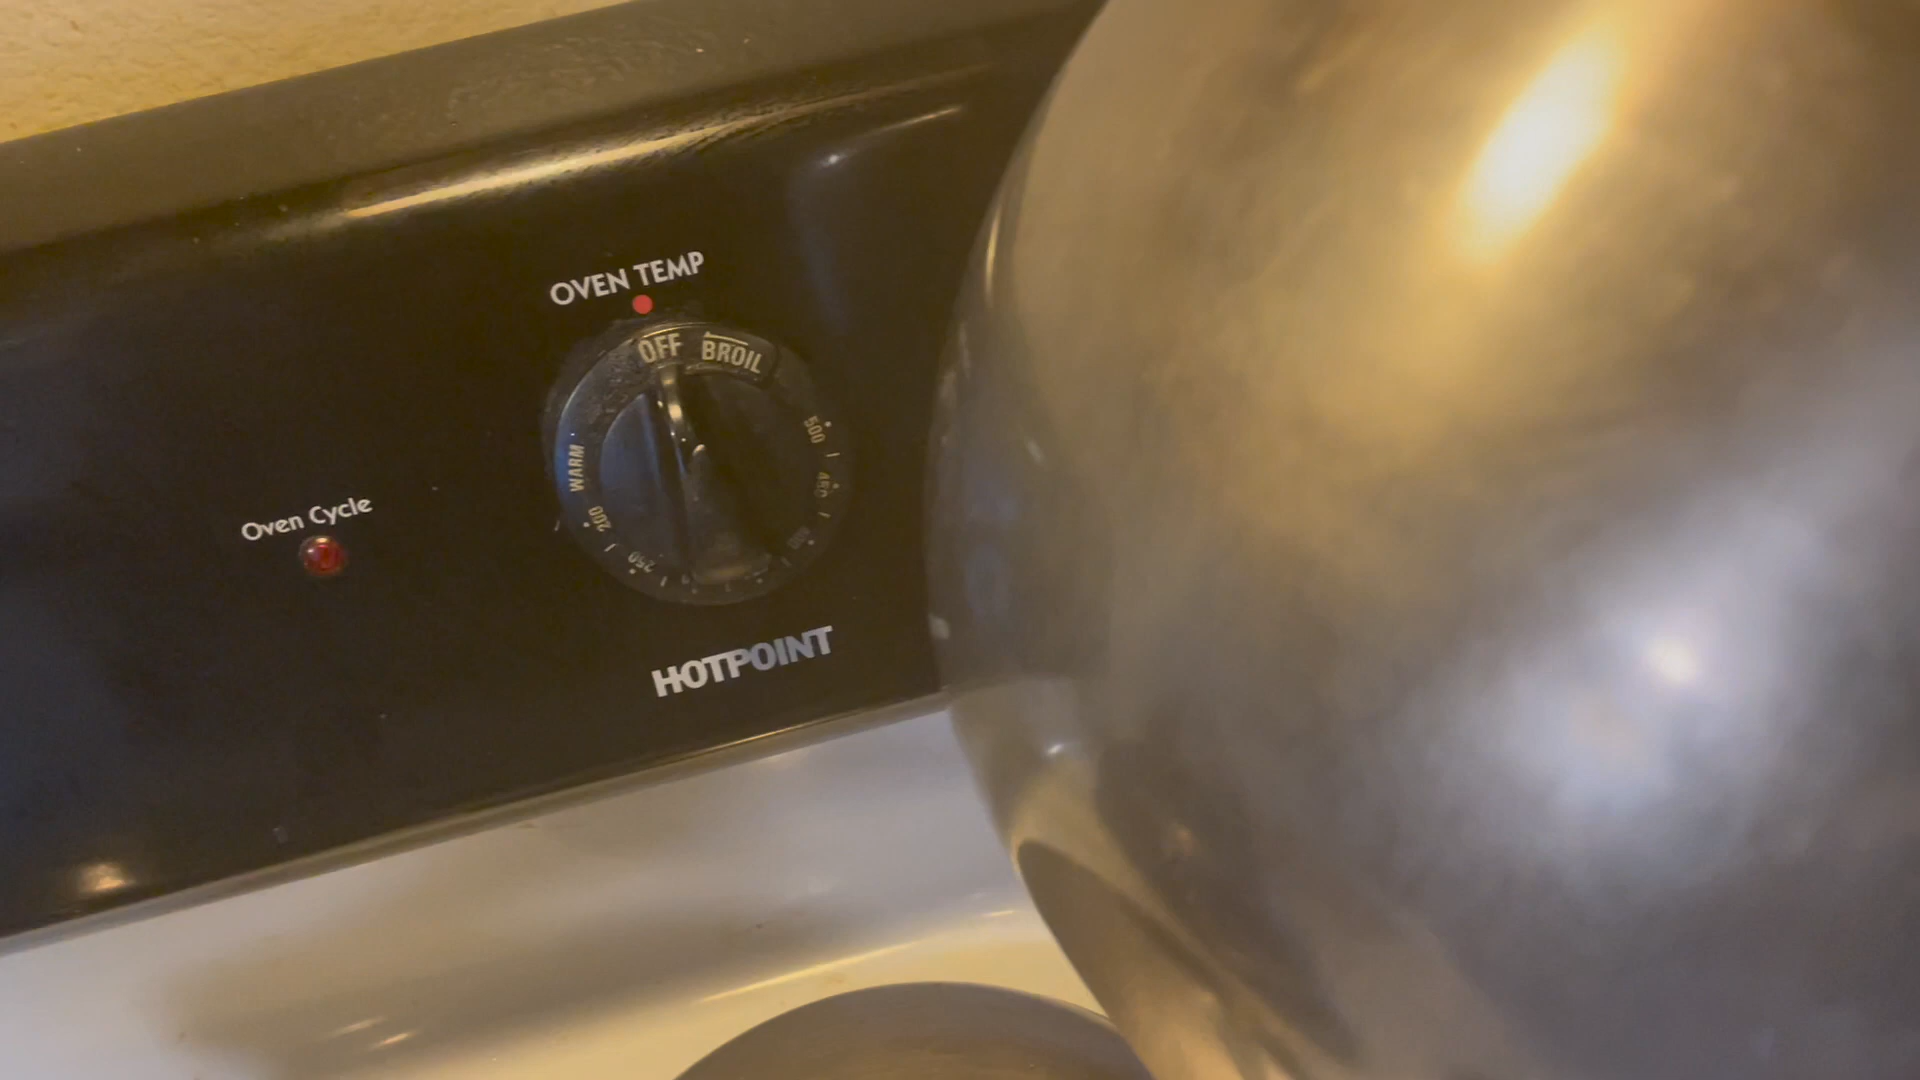 OVEN TEMP
OFF
BROIL
500
450
WARM
200
250
Oven Cycle
HOTPOINT